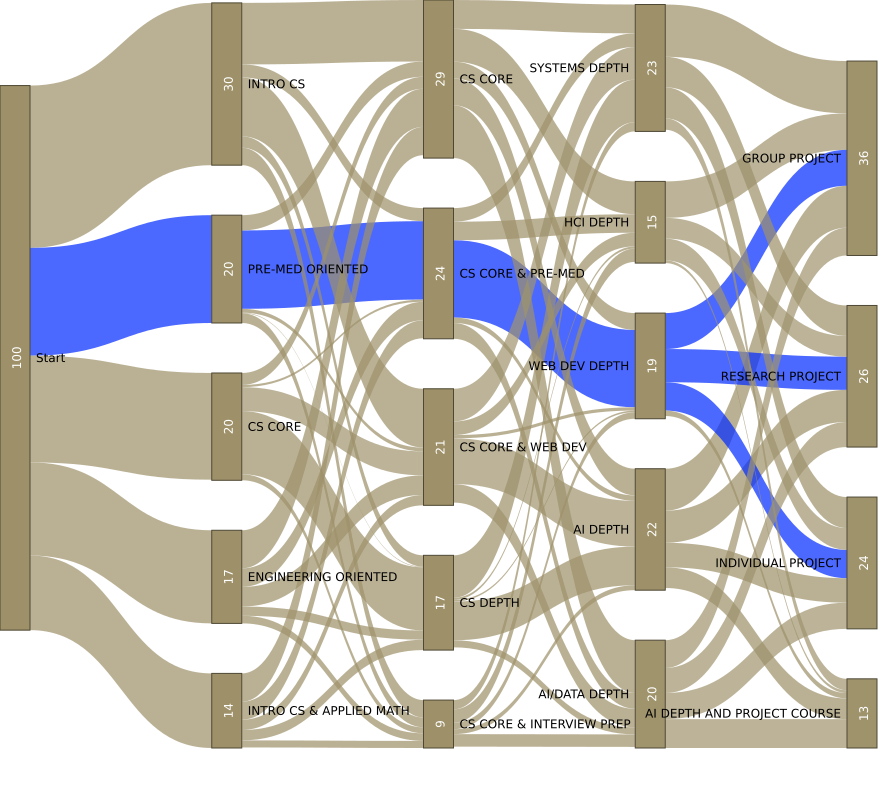 100
Start
30
INTRO CS
20
PRE-MED ORIENTED
20
CS CORE
17
ENGINEERING ORIENTED
14
INTRO CS & APPLIED MATH
29
CS CORE
24
CS CORE & PRE-MED
21
CS CORE & WEB DEV
17
CS DEPTH
9
CS CORE & INTERVIEW PREP
SYSTEMS DEPTH
23
HCI DEPTH
15
WEB DEV DEPTH
19
AI DEPTH
22
AI/DATA DEPTH
20
GROUP PROJECT
36
RESEARCH PROJECT
26
INDIVIDUAL PROJECT
24
AI DEPTH AND PROJECT COURSE
13